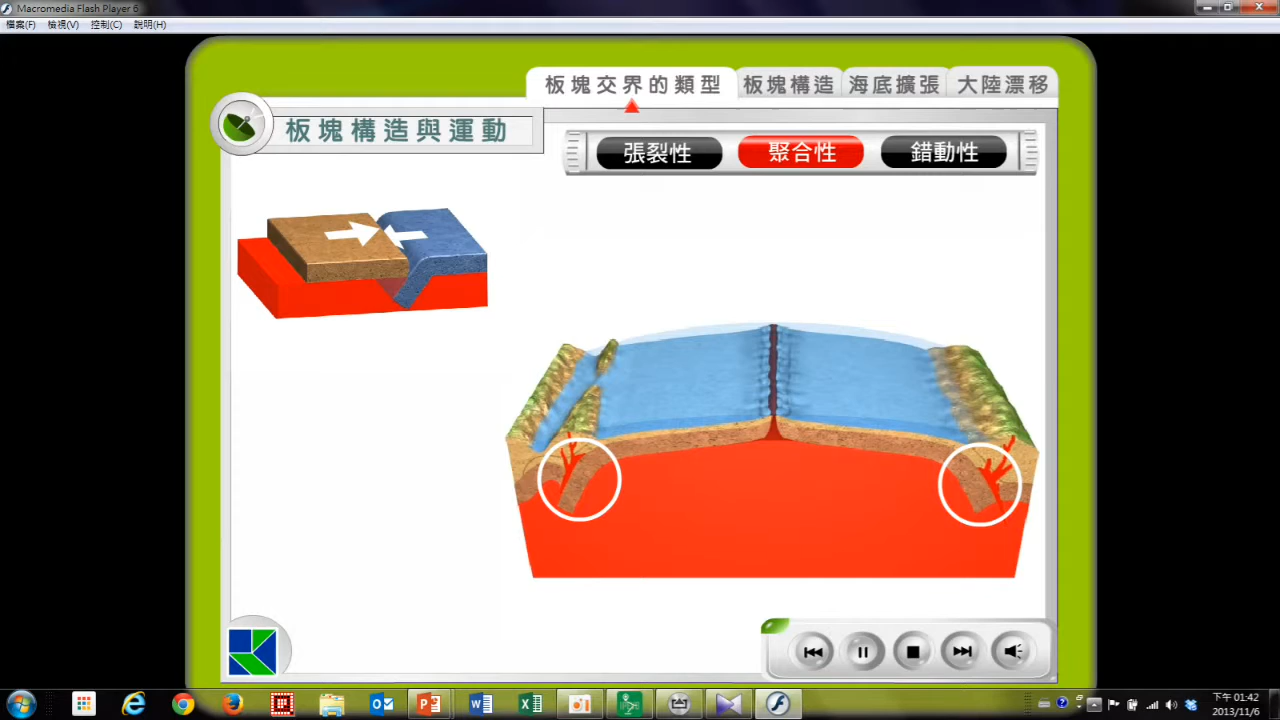 Macromedia Flash Player 6
檔案(F) 檢視(V) 控制(C) 說明(H)
板塊交界的類型 板塊構造 海底擴張 大陸漂移
板塊構造與運動
張裂性 聚合性 錯動性
下午 01:42
2013/11/6